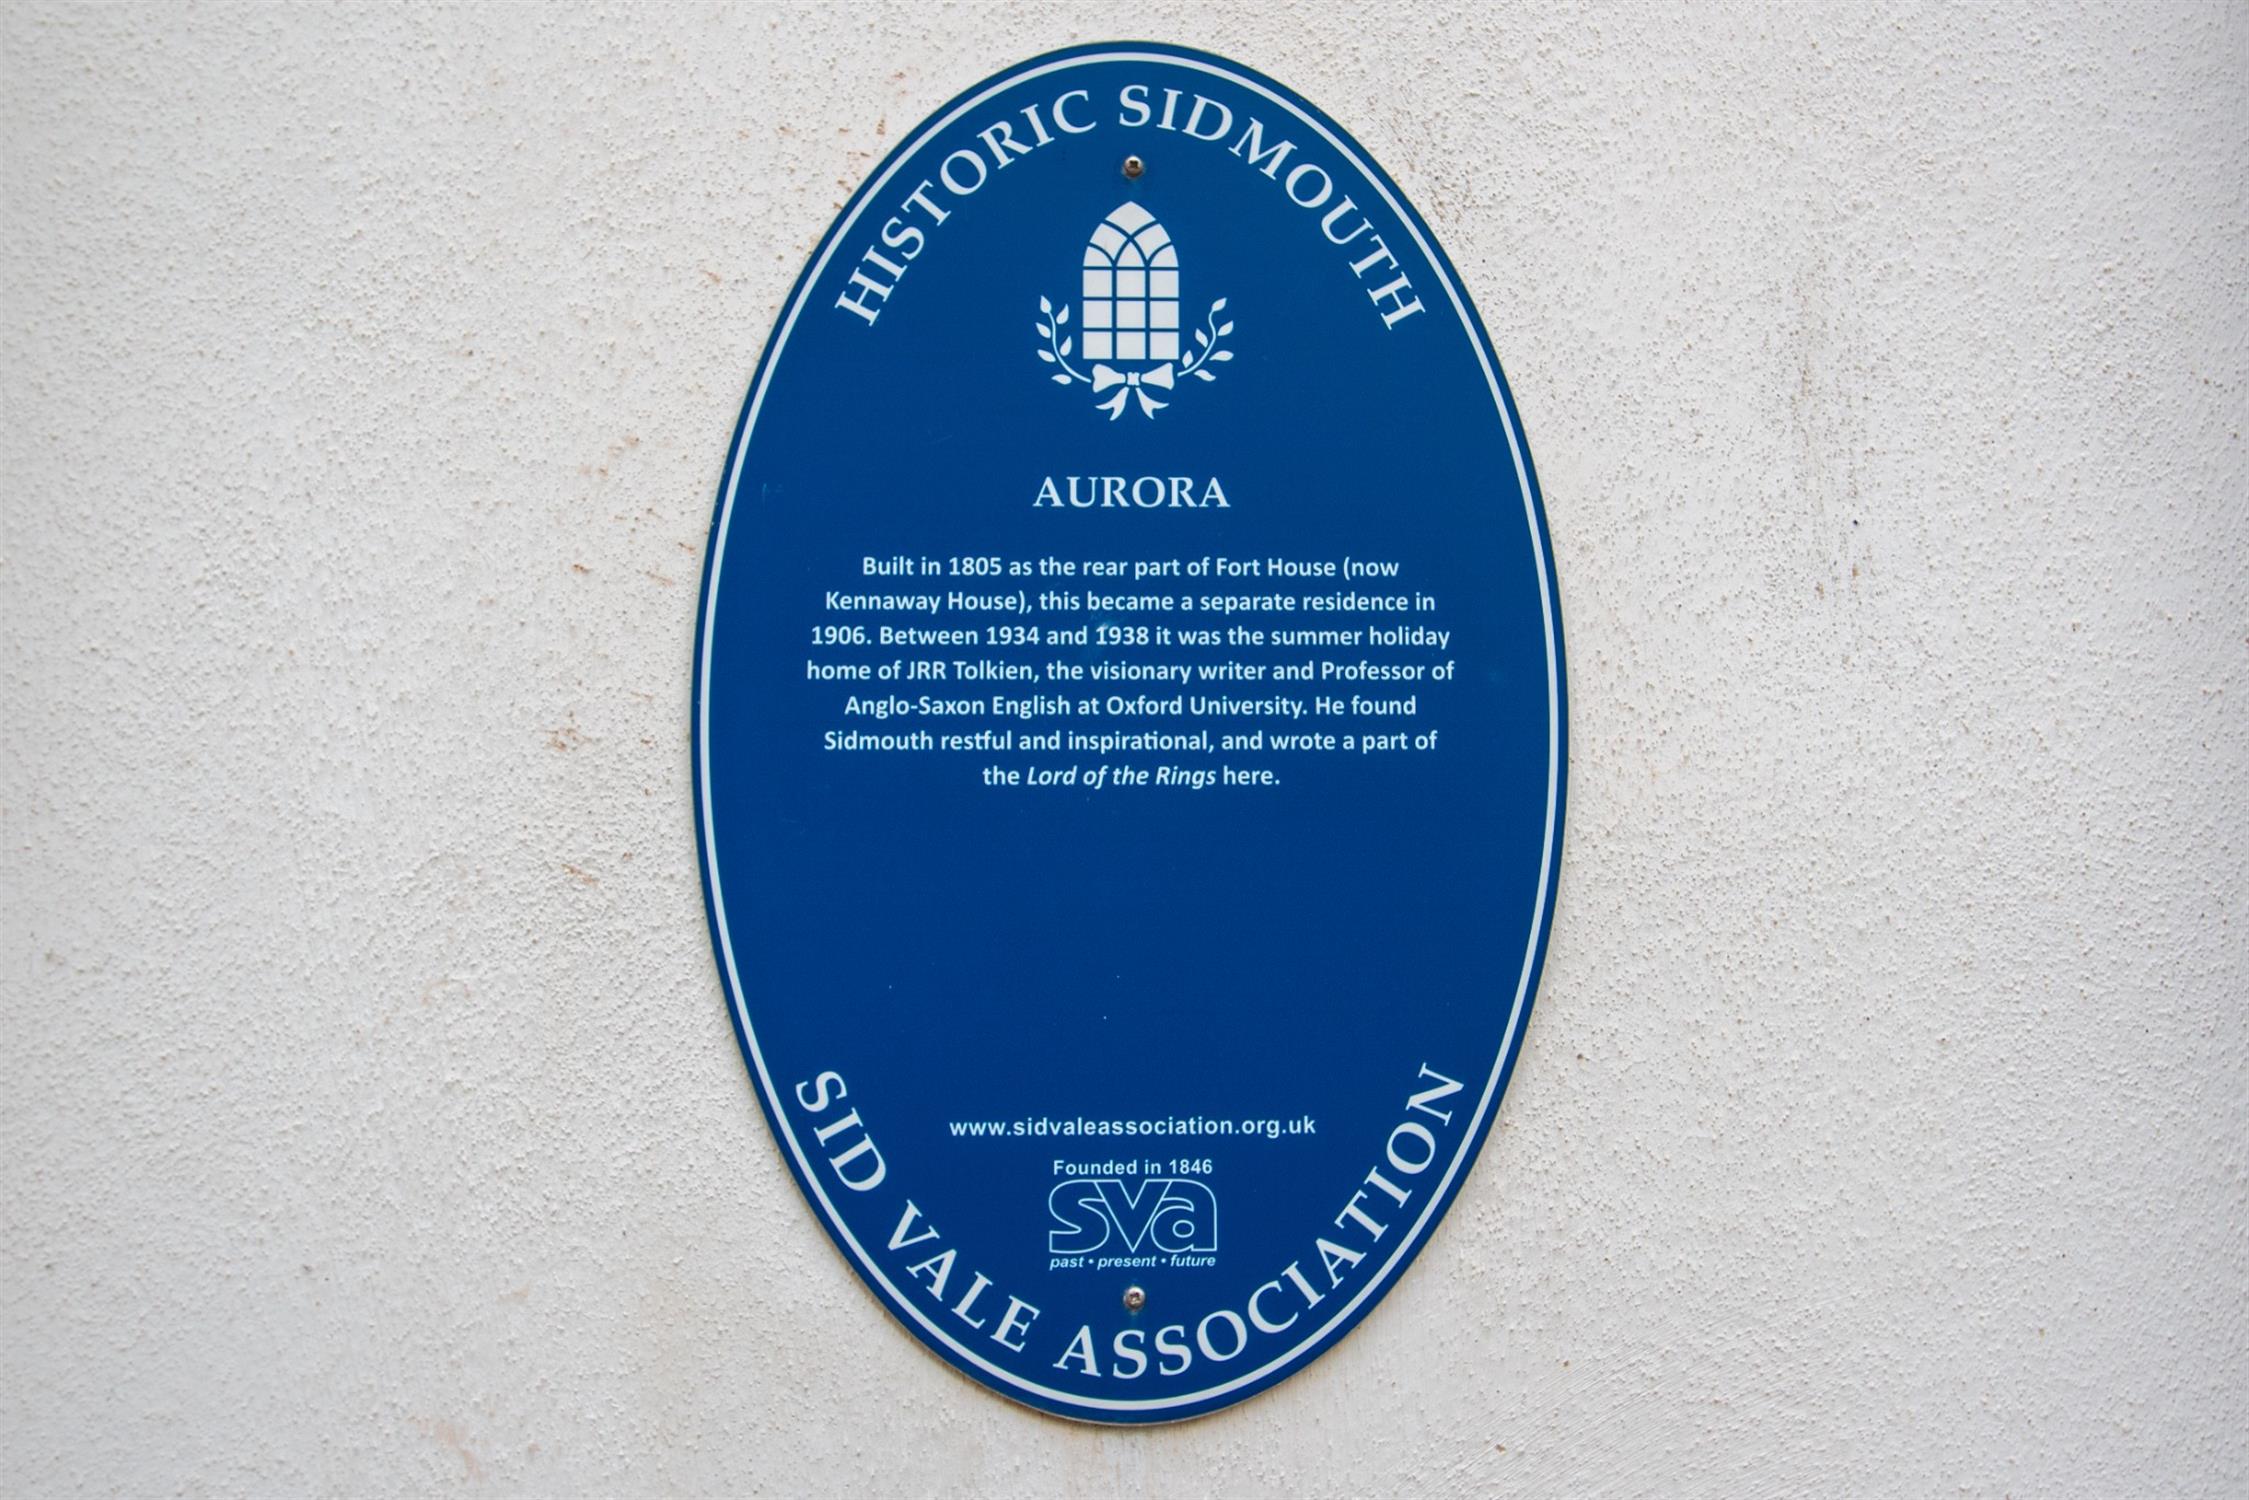 HISTORIC SIDMOUTH
AURORA
Built in 1805 as the rear part of Fort House (now
Kennaway House), this became a separate residence in
1906. Between 1934 and 1938 it was the summer holiday
home of JRR Tolkien, the visionary writer and Professor of
Anglo-Saxon English at Oxford University. He found
Sidmouth restful and inspirational, and wrote a part of
the Lord of the Rings here.
www.sidvaleassociation.org.uk
Founded in 1846
sva
past • present • future
SID VALE ASSOCIATION